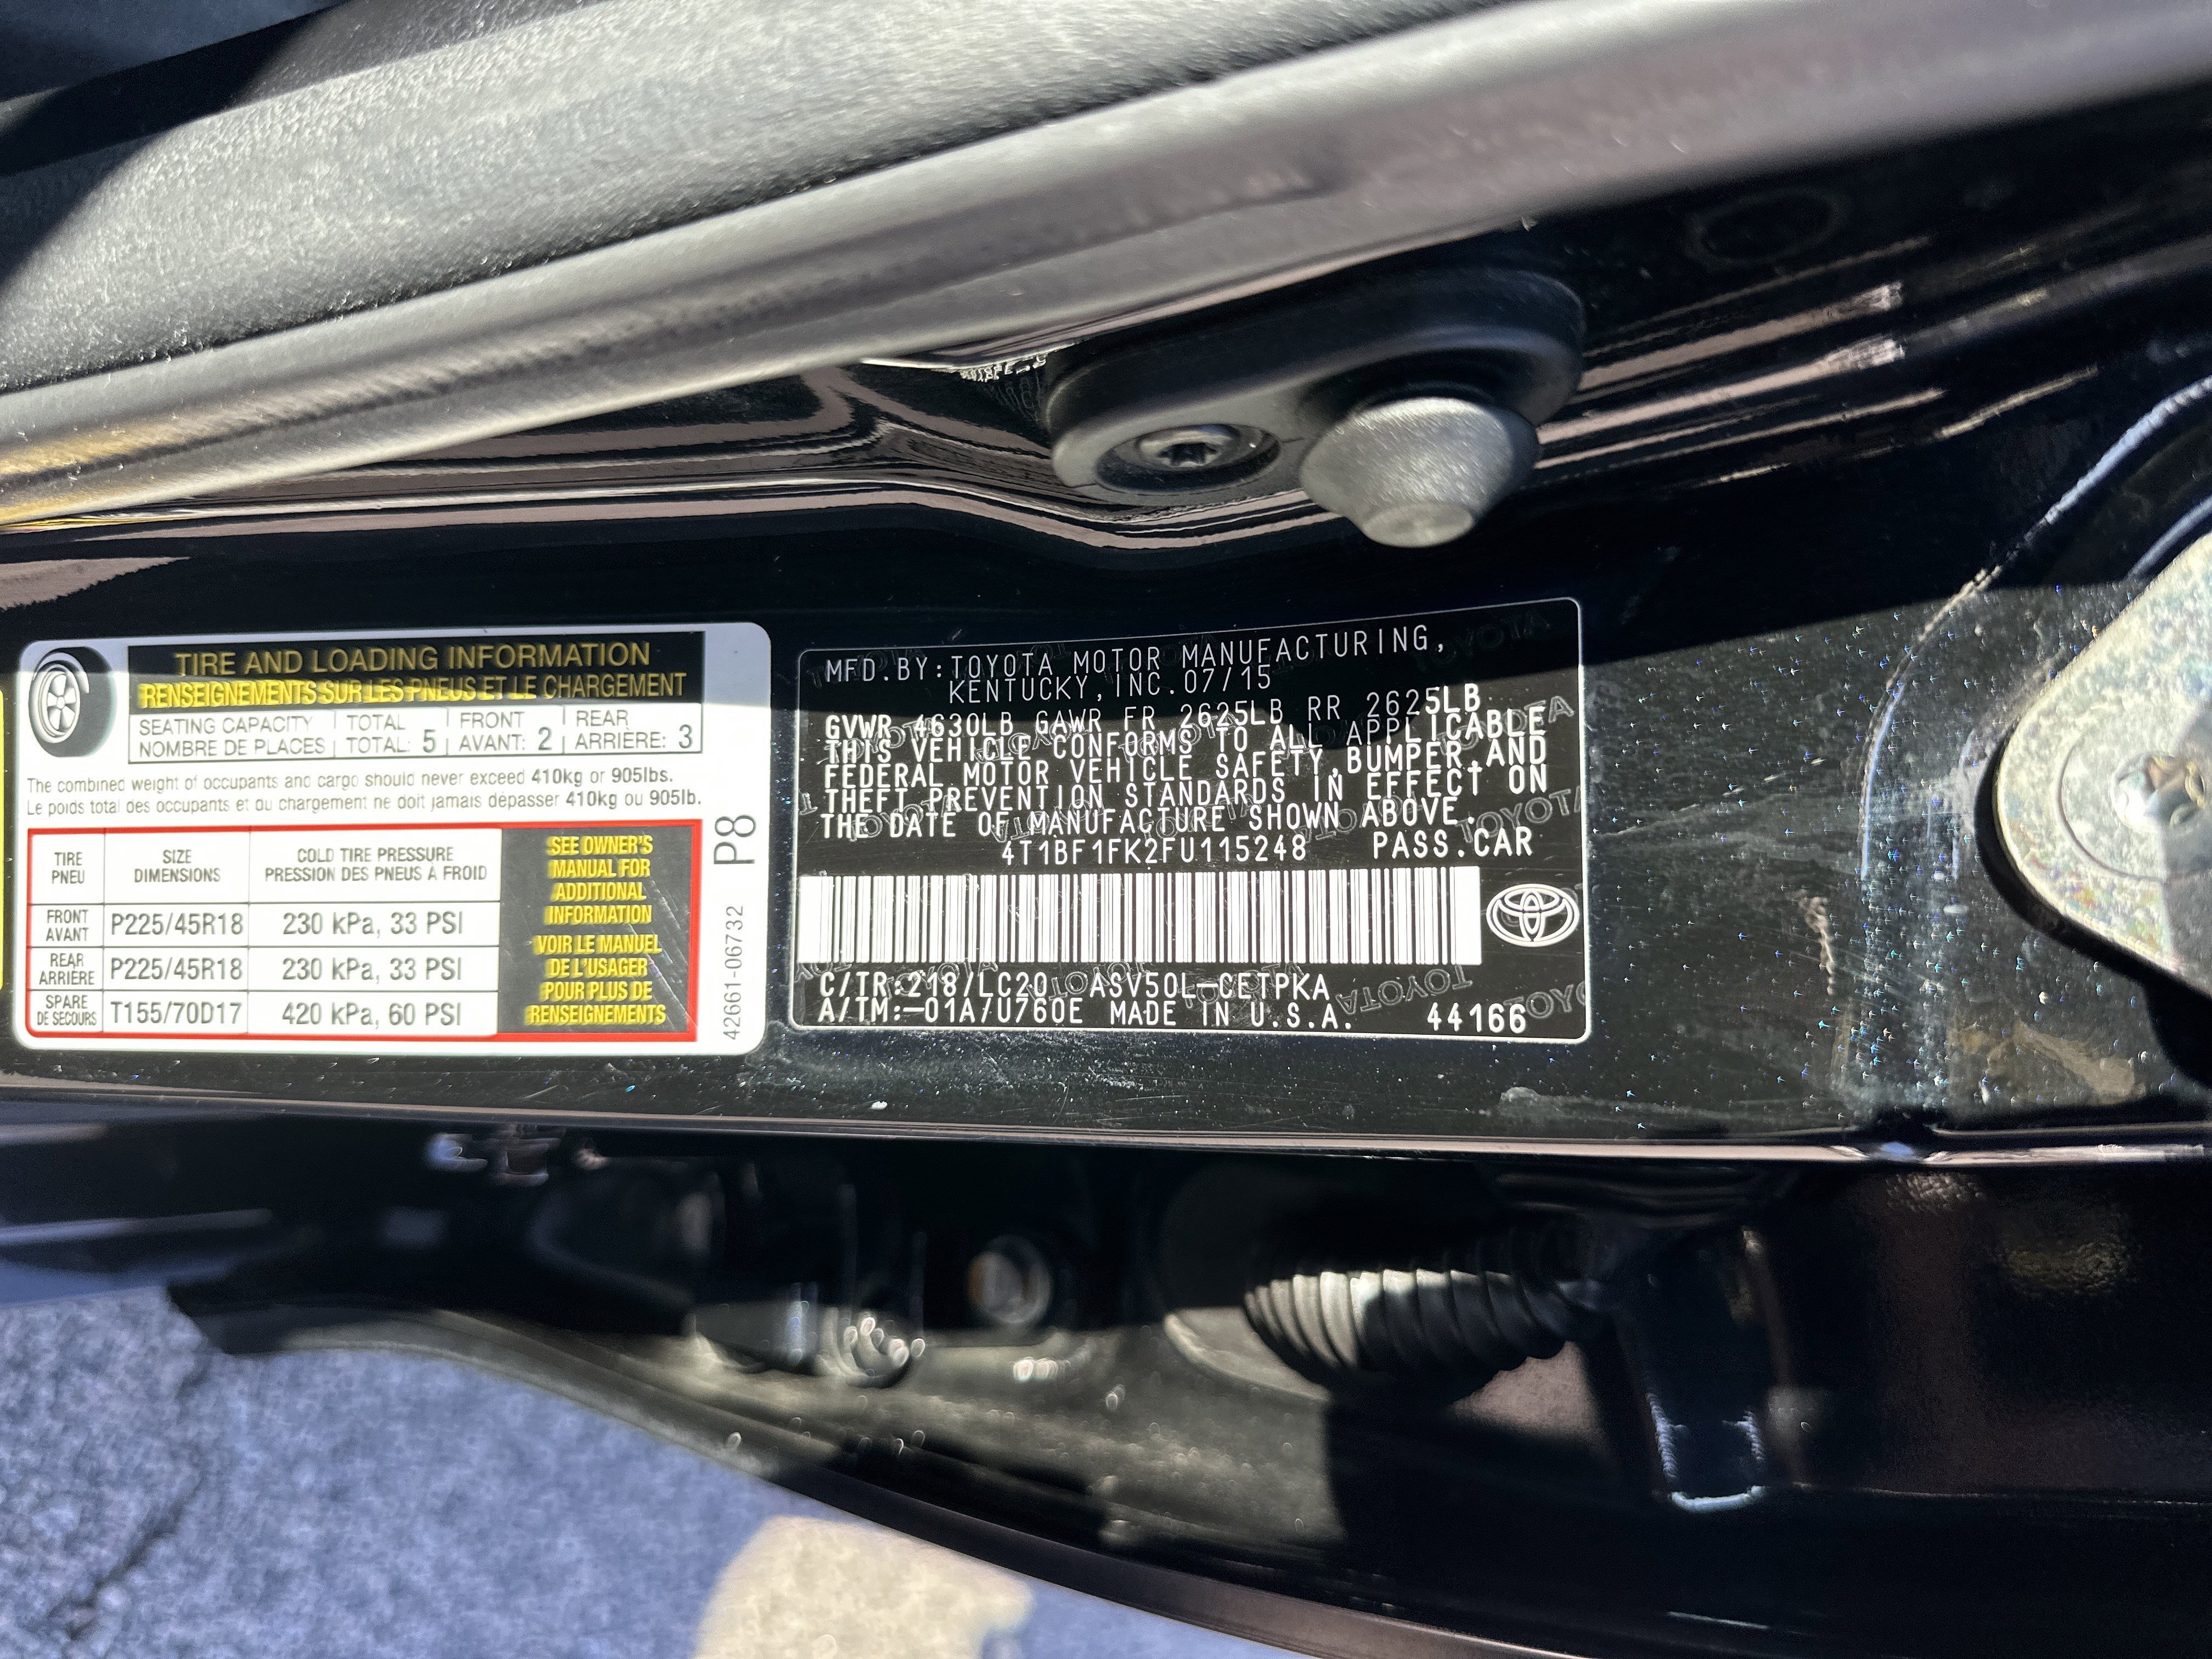 TIRE AND LOADING INFORMATION
RENSEIGNEMENTS SUR LES PNEUS ET LE CHARGEMENT
SEATING CAPACITY TOTAL FRONT REAR
NOMBRE DE PLACES TOTAL: 5 AVANT: 2 ARRIÈRE: 3
The combined weight of occupants and cargo should never exceed 410kg or 905lbs.
Le poids total des occupants et du chargement ne doit jamais dépasser 410kg ou 905lb.
TIRE SIZE COLD TIRE PRESSURE
PNEU DIMENSIONS PRESSION DES PNEUS A FROID
FRONT
AVANT P225/45R18 230 kPa, 33 PSI
REAR
ARRIÈRE P225/45R18 230 kPa, 33 PSI
SPARE
DE SECOURS T155/70D17 420 kPa, 60 PSI
SEE OWNER'S
MANUAL FOR
ADDITIONAL
INFORMATION
VOIR LE MANUEL
DE L'USAGER
POUR PLUS DE
RENSEIGNEMENTS
P8
42661-06732
MFD.BY:TOYOTA MOTOR MANUFACTURING,
KENTUCKY,INC.07/15
GVWR 4630LB GAWR FR 2625LB RR 2625LB
THIS VEHICLE CONFORMS TO ALL APPLICABLE
FEDERAL MOTOR VEHICLE SAFETY,BUMPER,AND
THEFT PREVENTION STANDARDS IN EFFECT ON
THE DATE OF MANUFACTURE SHOWN ABOVE.
4T1BF1FK2FU115248 PASS.CAR
C/TR:218/LC20 ASV50L-CETPKA
A/TM:-01A/U760E MADE IN U.S.A. 44166